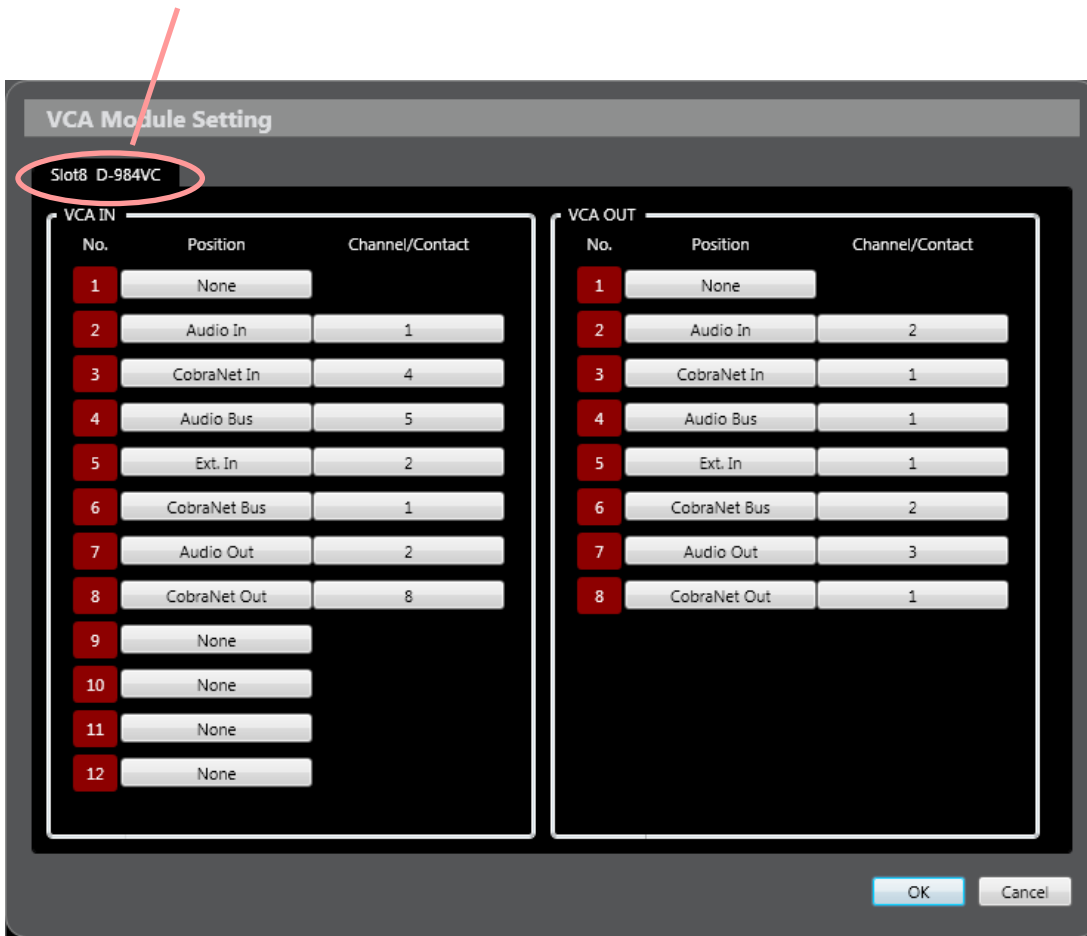 VCA Module Setting
Slot8 D-984VC
VCA IN
No. Position Channel/Contact
1 None
2 Audio In 1
3 CobraNet In 4
4 Audio Bus 5
5 Ext. In 2
6 CobraNet Bus 1
7 Audio Out 2
8 CobraNet Out 8
9 None
10 None
11 None
12 None
VCA OUT
No. Position Channel/Contact
1 None
2 Audio In 2
3 CobraNet In 1
4 Audio Bus 1
5 Ext. In 1
6 CobraNet Bus 2
7 Audio Out 3
8 CobraNet Out 1
OK Cancel